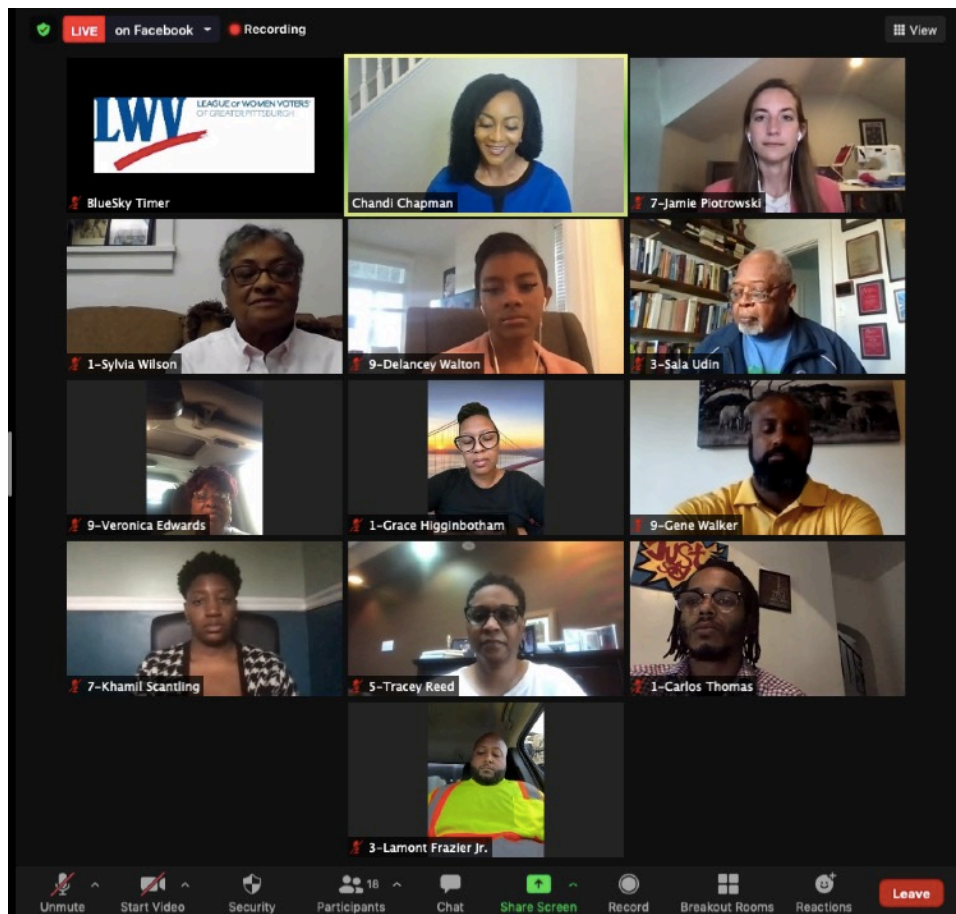 LIVE on Facebook Recording View
LWV LEAGUE OF WOMEN VOTERS'
OF GREATER PITTSBURGH
BlueSky Timer
Chandi Chapman
7-Jamie Piotrowski
1-Sylvia Wilson
9-Delancey Walton
3-Sala Udin
9-Veronica Edwards
1-Grace Higginbotham
9-Gene Walker
7-Khamil Scantling
5-Tracey Reed
Just
1-Carlos Thomas
3-Lamont Frazier Jr.
16
Unmute Start Video Security Participants Chat Share Screen Record Breakout Rooms Reactions Leave